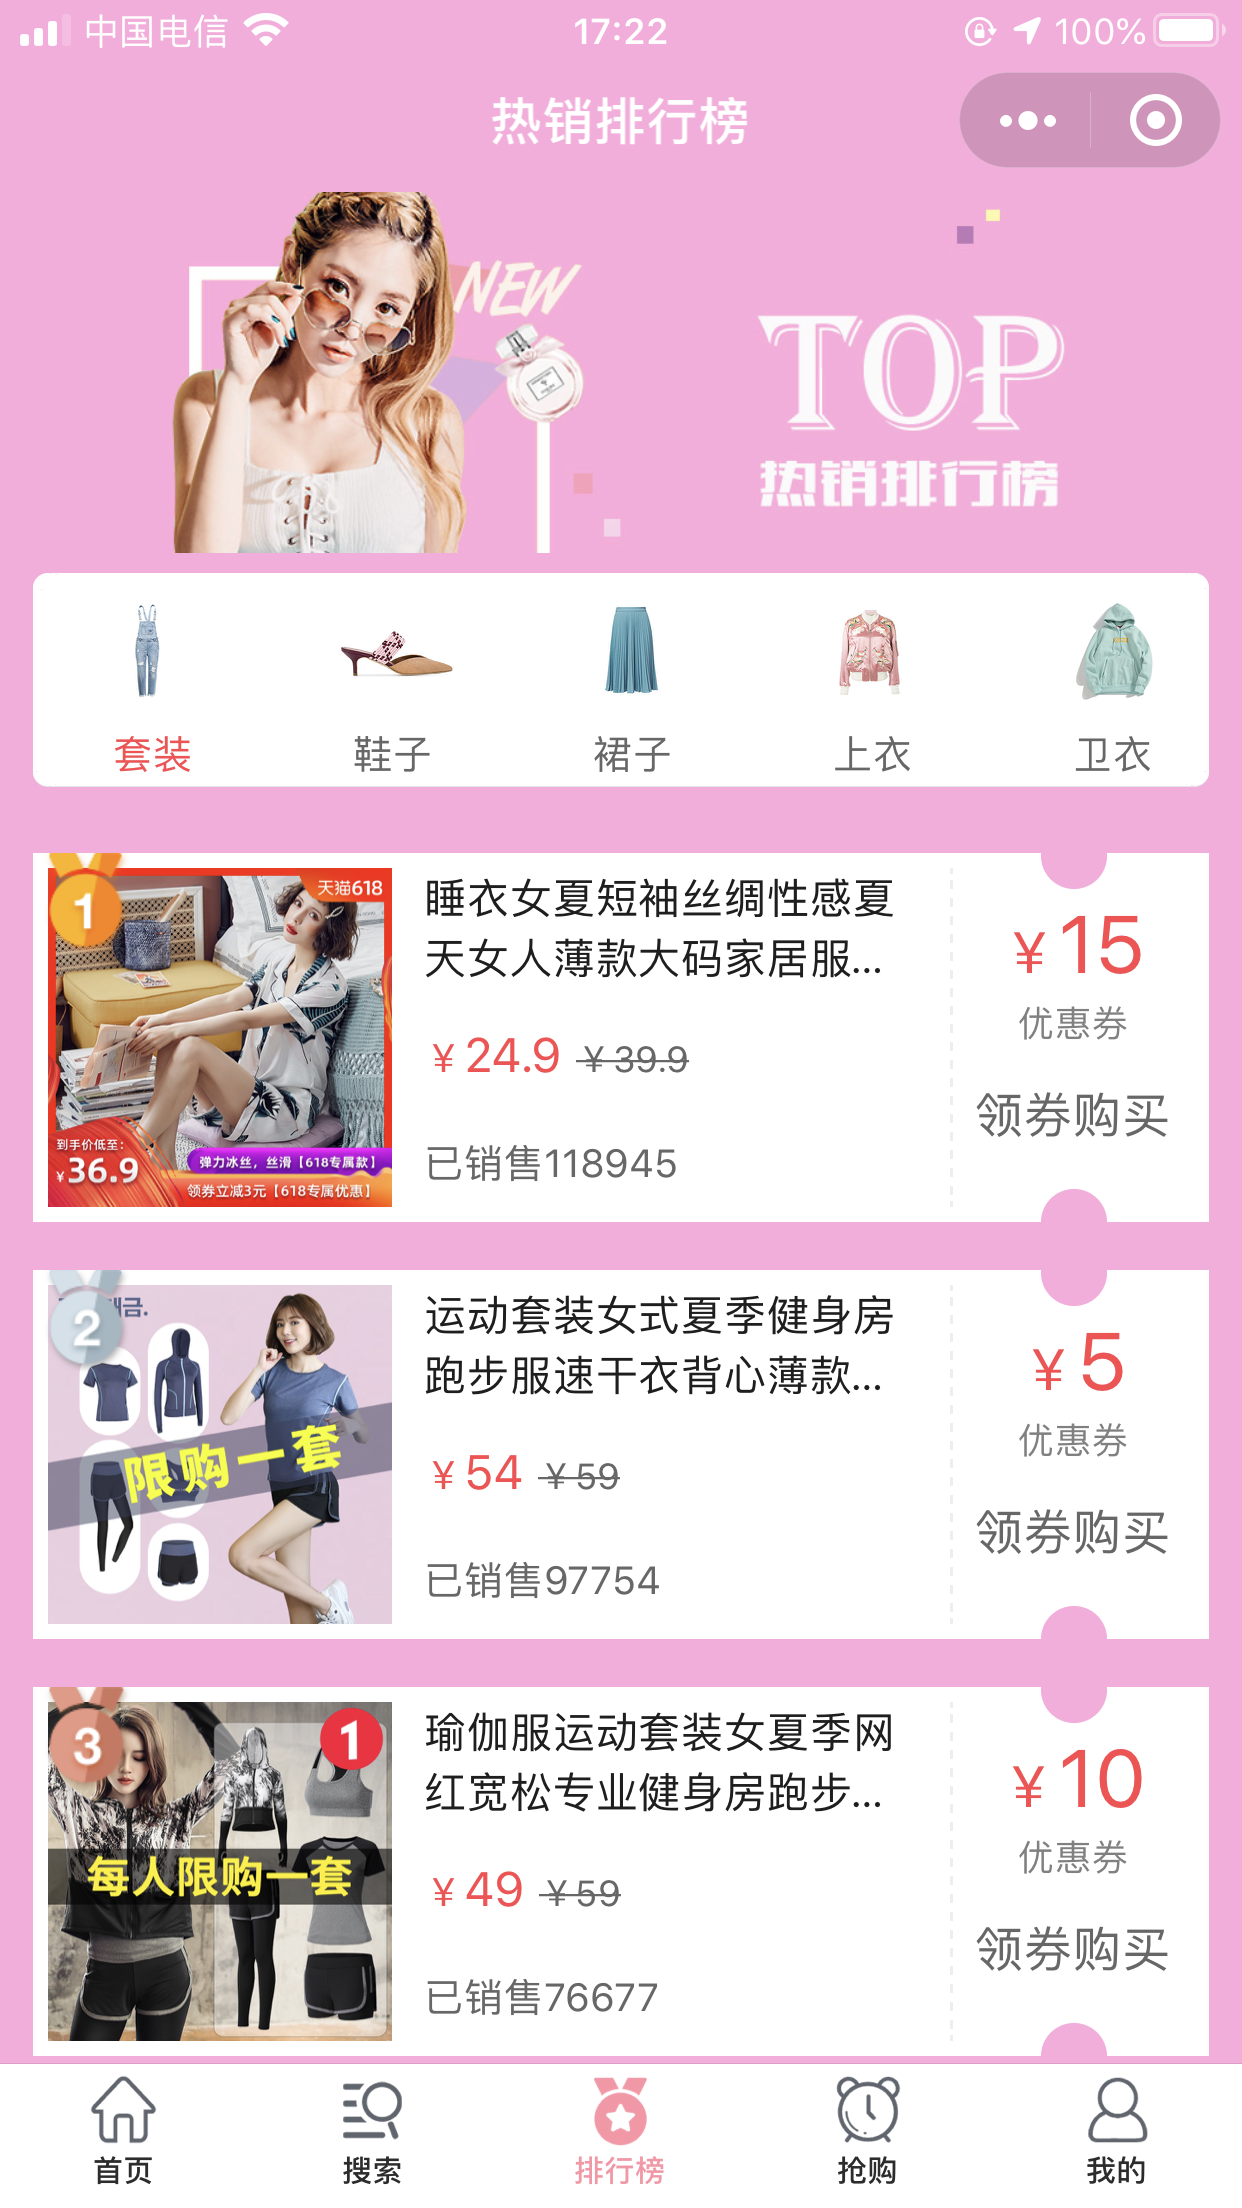 中国电信
17:22
100%
热销排行榜
NEW
TOP
热销排行榜
套装
鞋子
裙子
上衣
卫衣
1
天猫618
到手价低至:
¥36.9
弹力冰丝，丝滑【618专属款】
领券立减3元【618专属优惠】
睡衣女夏短袖丝绸性感夏
天女人薄款大码家居服...
¥ 24.9 ¥ 39.9
已销售118945
¥ 15
优惠券
领券购买
2
금.
限购一套
运动套装女式夏季健身房
跑步服速干衣背心薄款...
¥ 54 ¥ 59
已销售97754
¥ 5
优惠券
领券购买
3
1
每人限购一套
瑜伽服运动套装女夏季网
红宽松专业健身房跑步...
¥ 49 ¥ 59
已销售76677
¥ 10
优惠券
领券购买
首页
搜索
排行榜
抢购
我的